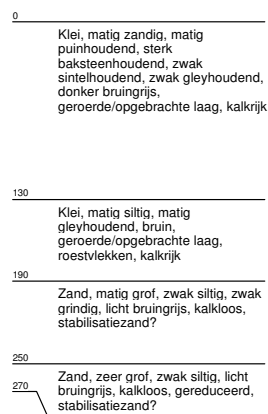 0
Klei, matig zandig, matig
puinhoudend, sterk
baksteenhoudend, zwak
sintelhoudend, zwak gleyhoudend,
donker bruingrijs,
geroerde/opgebrachte laag, kalkrijk
130
Klei, matig siltig, matig
gleyhoudend, bruin,
geroerde/opgebrachte laag,
roestvlekken, kalkrijk
190
Zand, matig grof, zwak siltig, zwak
grindig, licht bruingrijs, kalkloos,
stabilisatiezand?
250
Zand, zeer grof, zwak siltig, licht
270
bruingrijs, kalkloos, gereduceerd,
stabilisatiezand?